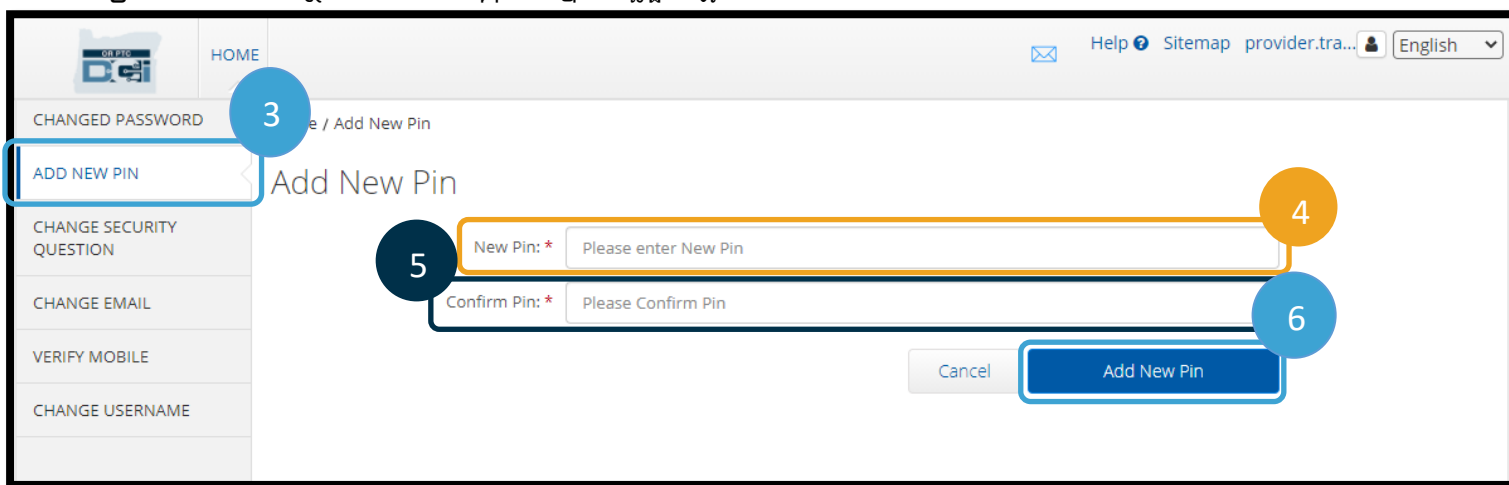 OR PTC
DCi
HOME
Help Sitemap provider.tra... English
CHANGED PASSWORD
3
e / Add New Pin
ADD NEW PIN
Add New Pin
4
CHANGE SECURITY
QUESTION
New Pin: * Please enter New Pin
5
CHANGE EMAIL
Confirm Pin: * Please Confirm Pin
6
VERIFY MOBILE
Cancel
Add New Pin
CHANGE USERNAME